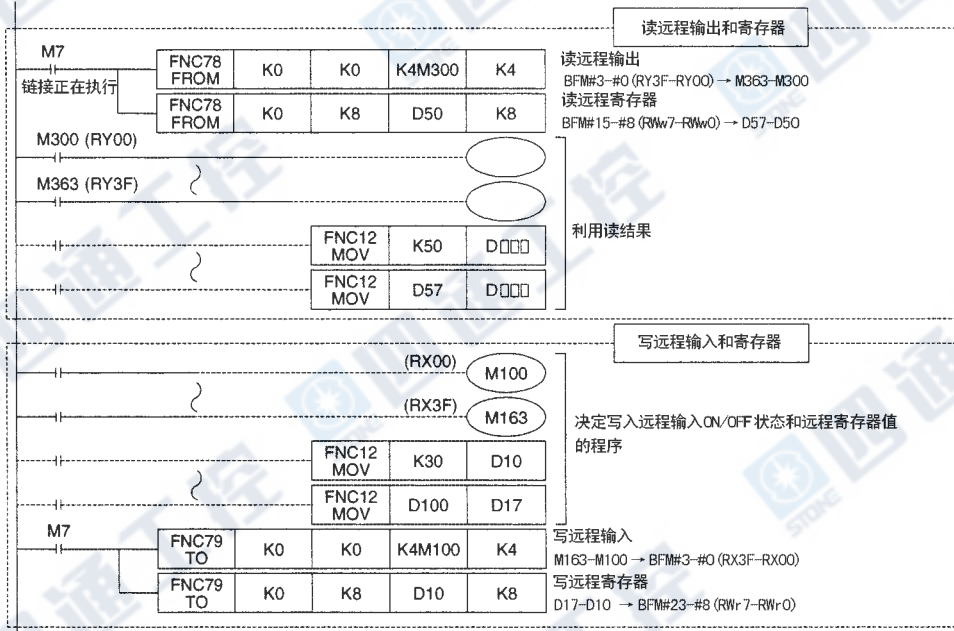 读远程输出和寄存器
M7
链接正在执行
FNC78 FROM K0 K0 K4M300 K4
读远程输出
BFM#3-#0(RY3F-RY00)→M363-M300
FNC78 FROM K0 K8 D50 K8
读远程寄存器
BFM#15-#8(RWw7-RWw0)→D57-D50
M300 (RY00)
M363 (RY3F)
FNC12 MOV K50 D□□□
FNC12 MOV D57 D□□□
利用读结果
写远程输入和寄存器
(RX00) M100
(RX3F) M163
FNC12 MOV K30 D10
FNC12 MOV D100 D17
决定写入远程输入ON/OFF状态和远程寄存器值
的程序
M7
FNC79 TO K0 K0 K4M100 K4
写远程输入
M163-M100→BFM#3-#0(RX3F-RX00)
FNC79 TO K0 K8 D10 K8
写远程寄存器
D17-D10 →BFM#23-#8(RWr7-RWr0)
四通工控
STONE